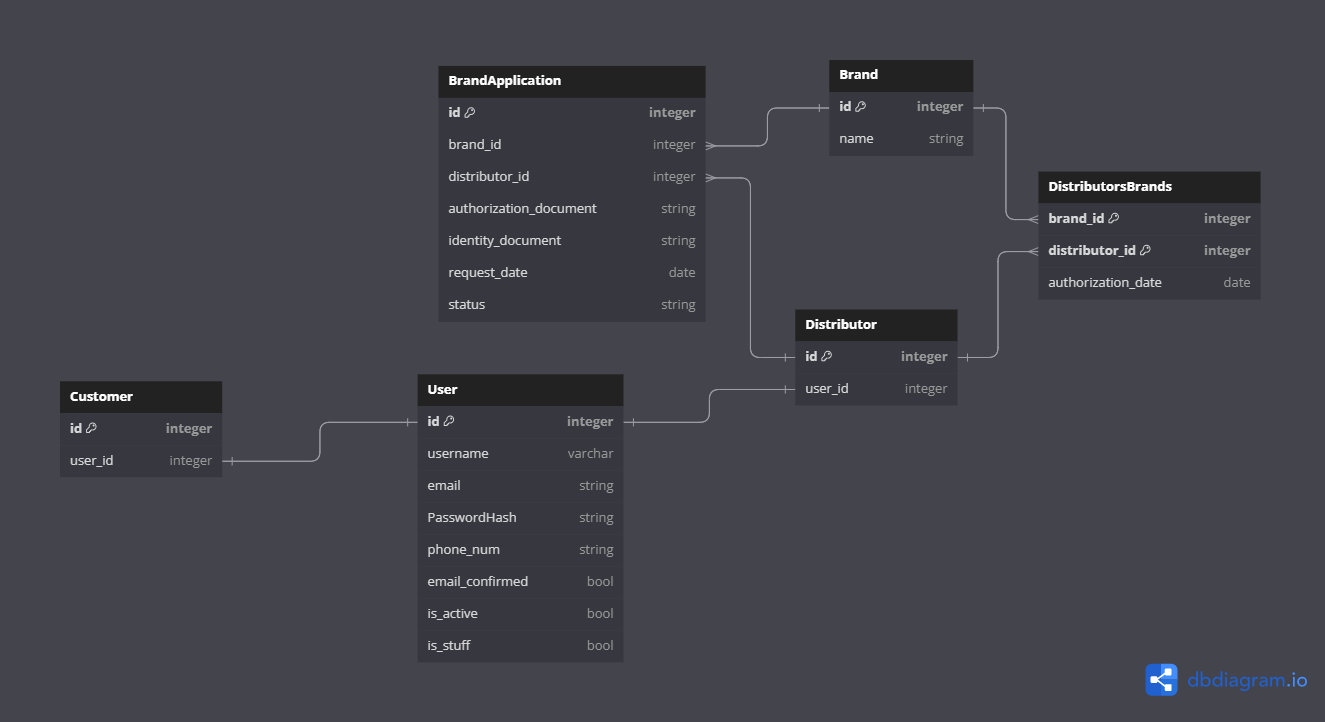 BrandApplication
id integer
brand_id integer
distributor_id integer
authorization_document string
identity_document string
request_date date
status string
Brand
id integer
name string
DistributorsBrands
brand_id integer
distributor_id integer
authorization_date date
Distributor
id integer
user_id integer
Customer
id integer
user_id integer
User
id integer
username varchar
email string
PasswordHash string
phone_num string
email_confirmed bool
is_active bool
is_stuff bool
dbdiagram.io